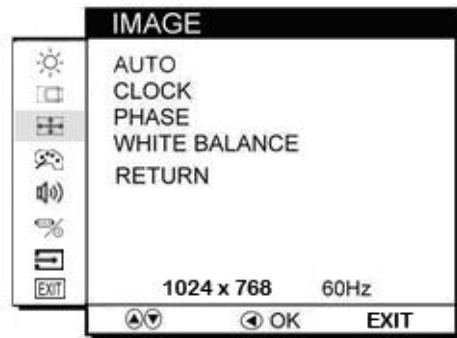 IMAGE
AUTO
CLOCK
PHASE
WHITE BALANCE
RETURN
EXIT
1024 x 768 60Hz
OK EXIT